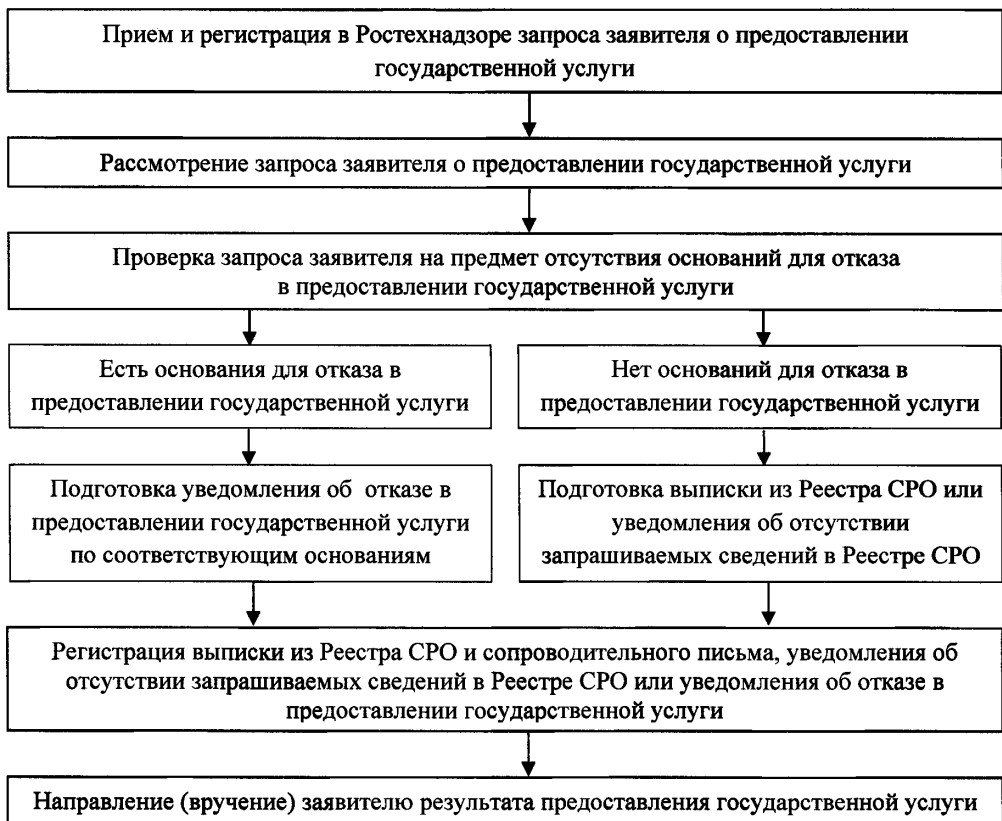 Прием и регистрация в Ростехнадзоре запроса заявителя о предоставлении
государственной услуги
Рассмотрение запроса заявителя о предоставлении государственной услуги
Проверка запроса заявителя на предмет отсутствия оснований для отказа
в предоставлении государственной услуги
Есть основания для отказа в
предоставлении государственной услуги
Нет оснований для отказа в
предоставлении государственной услуги
Подготовка уведомления об отказе в
предоставлении государственной услуги
по соответствующим основаниям
Подготовка выписки из Реестра СРО или
уведомления об отсутствии
запрашиваемых сведений в Реестре СРО
Регистрация выписки из Реестра СРО и сопроводительного письма, уведомления об
отсутствии запрашиваемых сведений в Реестре СРО или уведомления об отказе в
предоставлении государственной услуги
Направление (вручение) заявителю результата предоставления государственной услуги